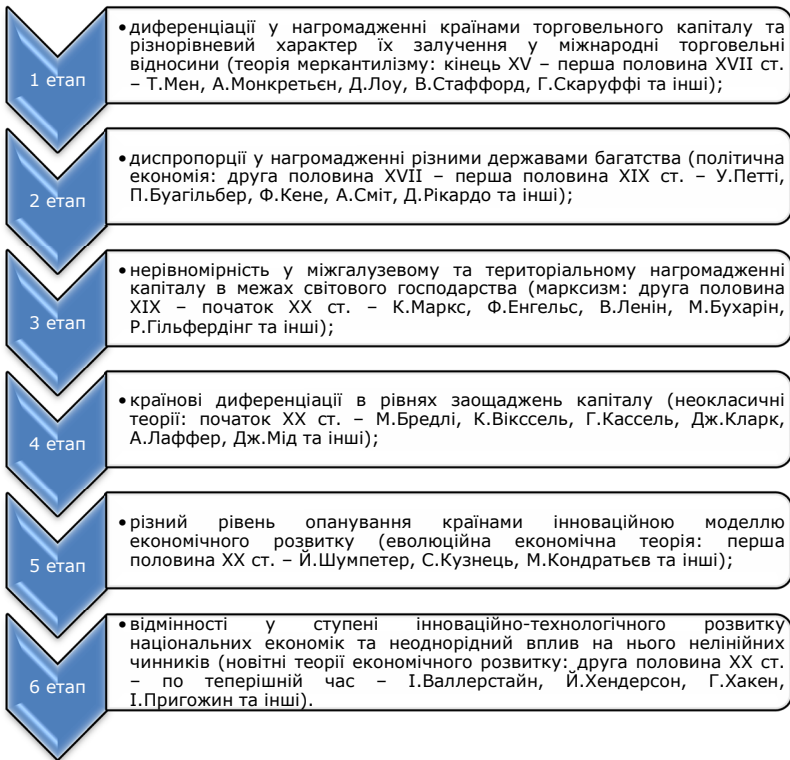 1 етап
•диференціації у нагромадженні країнами торговельного капіталу та
різнорівневий характер їх залучення у міжнародні торговельні
відносини (теорія меркантилізму: кінець XV – перша половина XVII ст.
– Т.Мен, А.Монкретьєн, Д.Лоу, В.Стаффорд, Г.Скаруффі та інші);
2 етап
•диспропорції у нагромадженні різними державами багатства (політична
економія: друга половина XVII – перша половина XIX ст. – У.Петті,
П.Буагільбер, Ф.Кене, А.Сміт, Д.Рікардо та інші);
3 етап
•нерівномірність у міжгалузевому та територіальному нагромадженні
капіталу в межах світового господарства (марксизм: друга половина
XIX – початок XX ст. – К.Маркс, Ф.Енгельс, В.Ленін, М.Бухарін,
Р.Гільфердінг та інші);
4 етап
•країнові диференціації в рівнях заощаджень капіталу (неокласичні
теорії: початок XX ст. – М.Бредлі, К.Вікссель, Г.Кассель, Дж.Кларк,
А.Лаффер, Дж.Мід та інші);
5 етап
•різний рівень опанування країнами інноваційною моделлю
економічного розвитку (еволюційна економічна теорія: перша
половина XX ст. – Й.Шумпетер, С.Кузнець, М.Кондратьєв та інші);
6 етап
•відмінності у ступені інноваційно-технологічного розвитку
національних економік та неоднорідний вплив на нього нелінійних
чинників (новітні теорії економічного розвитку: друга половина XX ст.
– по теперішній час – І.Валлерстайн, Й.Хендерсон, Г.Хакен,
І.Пригожин та інші).